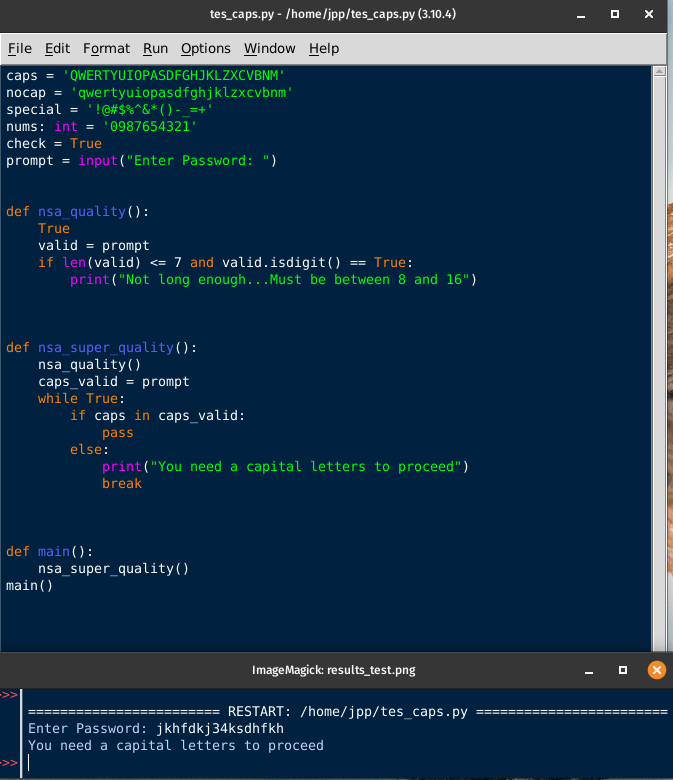 tes_caps.py - /home/jpp/tes_caps.py (3.10.4)
File Edit Format Run Options Window Help
caps = 'QWERTYUIOPASDFGHJKLZXCVBNM'
nocap = 'qwertyuiopasdfghjklzxcvbnm'
special = '!@#$%^&*()-_=+'
nums: int = '0987654321'
check = True
prompt = input("Enter Password: ")
def nsa_quality():
    True
    valid = prompt
    if len(valid) <= 7 and valid.isdigit() == True:
        print("Not long enough...Must be between 8 and 16")
def nsa_super_quality():
    nsa_quality()
    caps_valid = prompt
    while True:
        if caps in caps_valid:
            pass
        else:
            print("You need a capital letters to proceed")
            break
def main():
    nsa_super_quality()
main()
ImageMagick: results_test.png
>>>
======================== RESTART: /home/jpp/tes_caps.py ========================
Enter Password: jkhfdkj34ksdhfkh
You need a capital letters to proceed
>>>